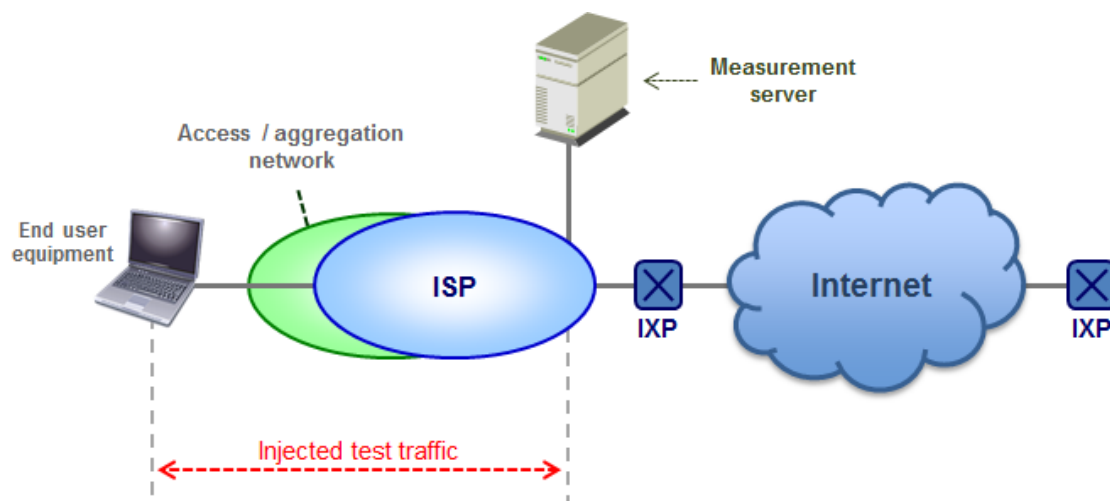 Measurement
server
Access / aggregation
network
End user
equipment
ISP
Internet
IXP
IXP
Injected test traffic